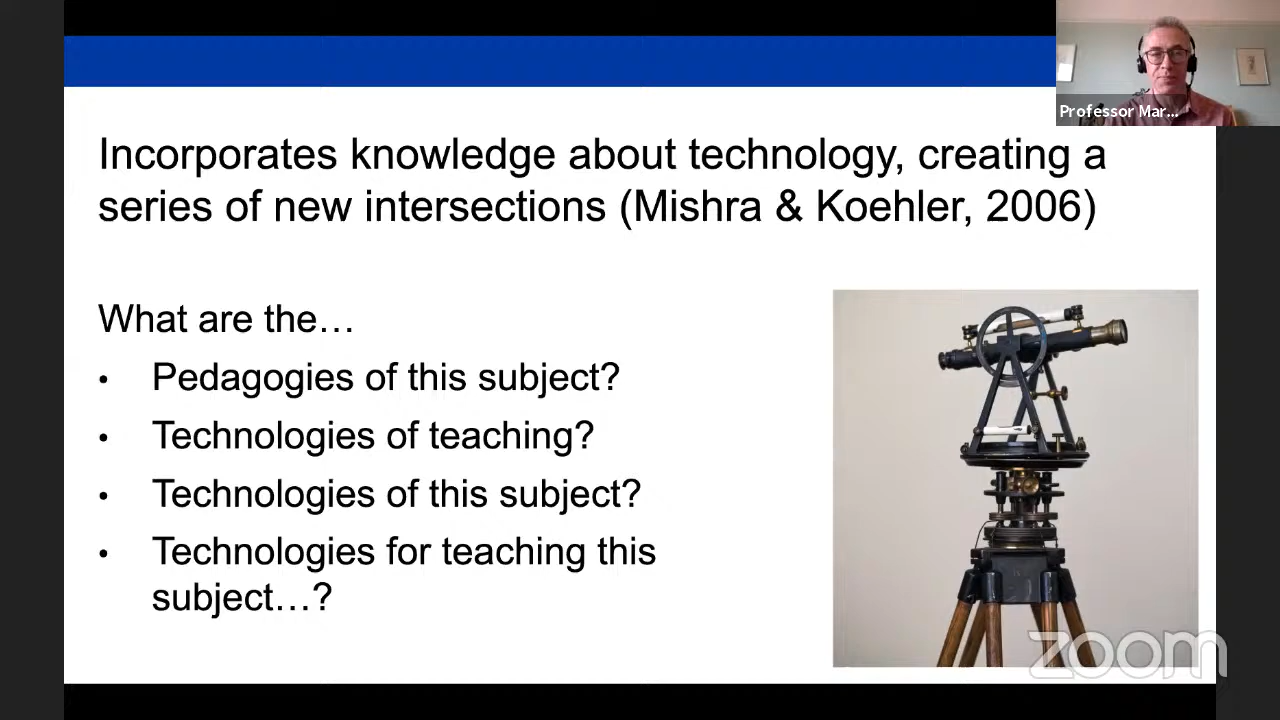 Professor Mar...
Incorporates knowledge about technology, creating a
series of new intersections (Mishra & Koehler, 2006)
What are the…
• Pedagogies of this subject?
• Technologies of teaching?
• Technologies of this subject?
• Technologies for teaching this
subject…?
zoom